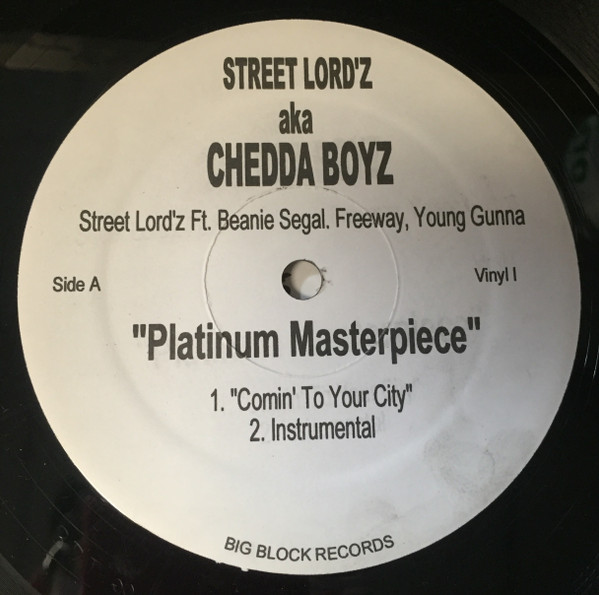 STREET LORD'Z
aka
CHEDDA BOYZ
Street Lord'z Ft. Beanie Segal. Freeway, Young Gunna
Side A
Vinyl I
"Platinum Masterpiece"
1. "Comin' To Your City"
2. Instrumental
BIG BLOCK RECORDS